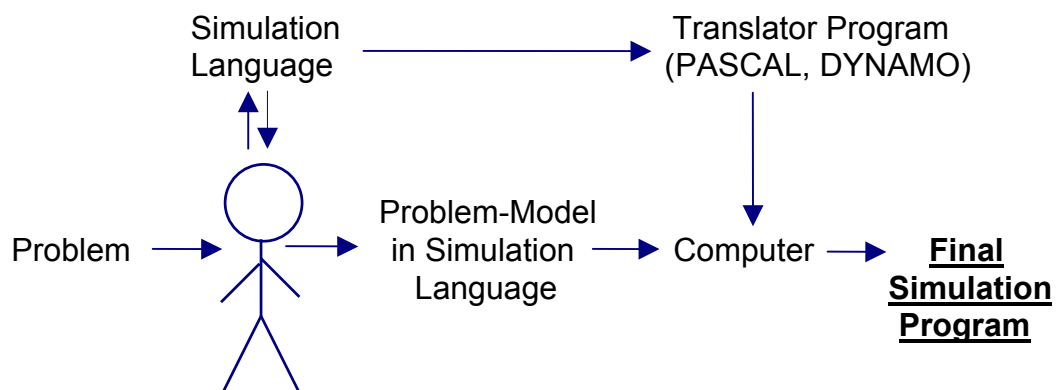 Simulation
Language
Translator Program
(PASCAL, DYNAMO)
Problem
Problem-Model
in Simulation
Language
Computer
Final
Simulation
Program